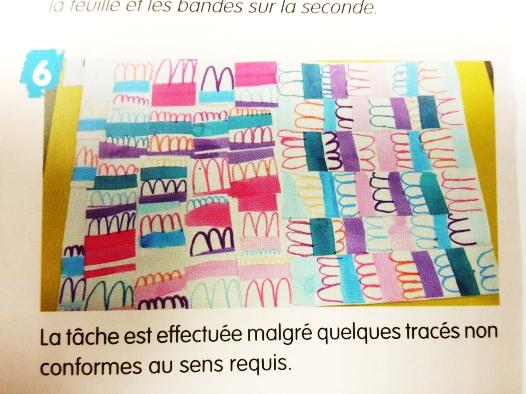 la feuille et les bandes sur la seconde.
6
La tâche est effectuée malgré quelques tracés non
conformes au sens requis.